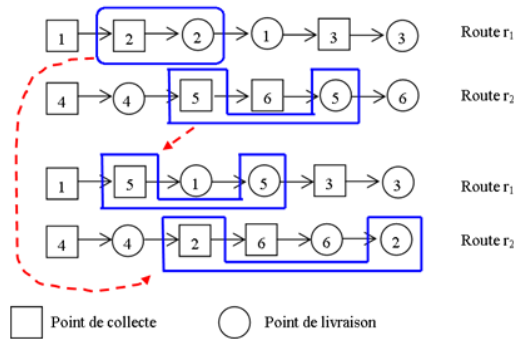 1 2 2 1 3 3 Route r1
4 4 5 6 5 6 Route r2
1 5 1 5 3 3 Route r1
4 4 2 6 6 2 Route r2
Point de collecte Point de livraison